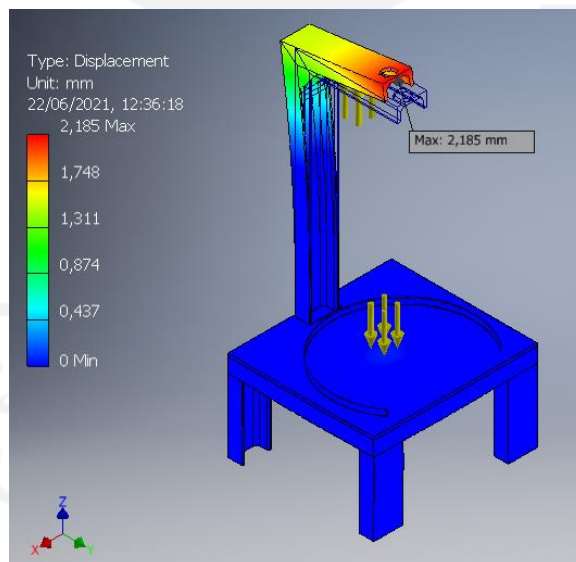 Type: Displacement
Unit: mm
22/06/2021, 12:36:18
2,185 Max
1,748
1,311
0,874
0,437
0 Min
Max: 2,185 mm
Z
X
Y